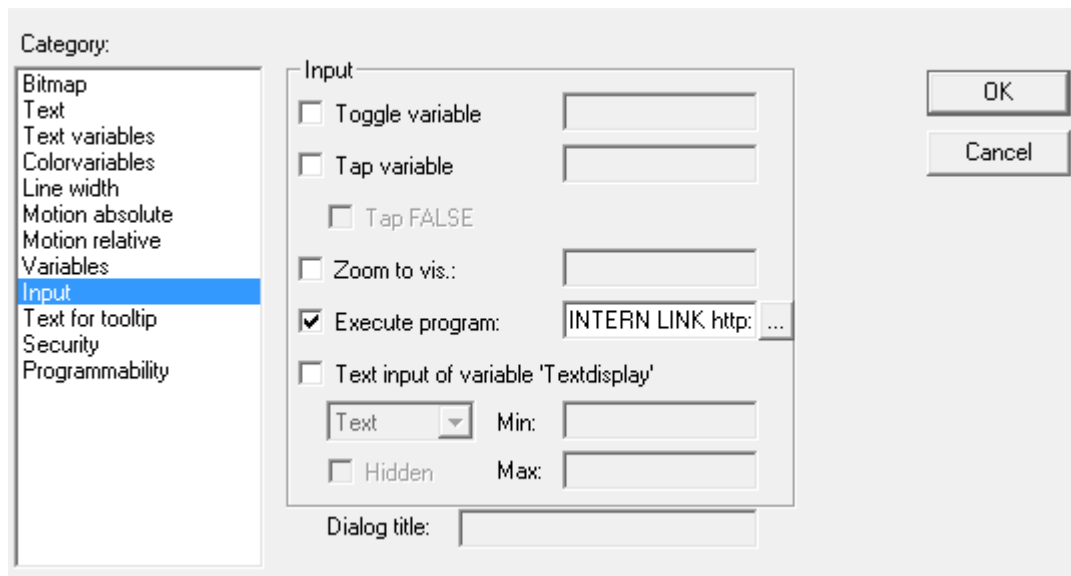 Category:
Bitmap
Text
Text variables
Colorvariables
Line width
Motion absolute
Motion relative
Variables
Input
Text for tooltip
Security
Programmability
Input
Toggle variable
Tap variable
Tap FALSE
Zoom to vis.:
Execute program: INTERN LINK http: ...
Text input of variable 'Textdisplay'
Text Min:
Hidden Max:
Dialog title:
OK
Cancel